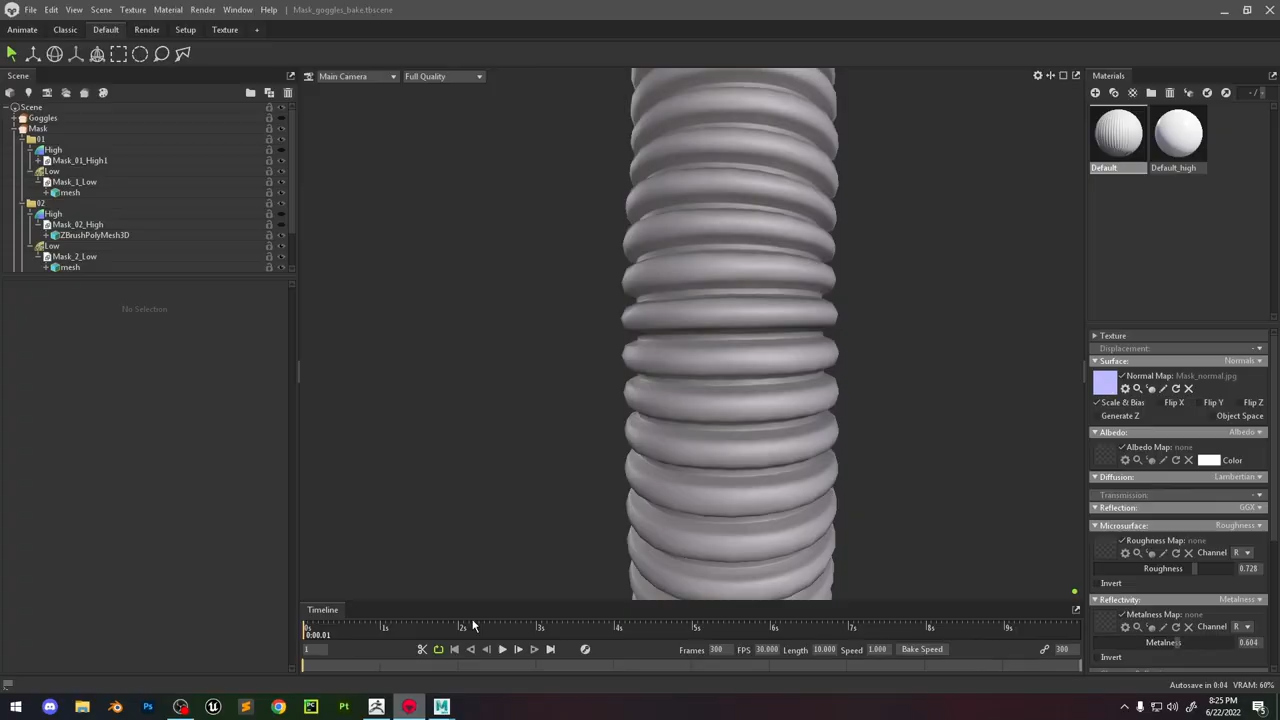 File Edit View Scene Texture Material Render Window Help Mask_goggles_bake.tbscene
Animate Classic Default Render Setup Texture +
Scene
Main Camera Full Quality
Materials
Scene
Goggles
Mask
01
High
Mask_01_High1
Low
Mask_1_Low
mesh
02
High
Mask_02_High
ZBrushPolyMesh3D
Low
Mask_2_Low
mesh
No Selection
Default Default_high
Texture
Displacement: -
Surface: Normals
Normal Map: Mask_normal.jpg
Scale & Bias Flip X Flip Y Flip Z
Generate Z Object Space
Albedo: Albedo
Albedo Map: none
Color
Diffusion: Lambertian
Transmission: -
Reflection: GGX
Microsurface: Roughness
Roughness Map: none
Channel R
Roughness 0.728
Invert
Reflectivity: Metalness
Metalness Map: none
Channel R
Metalness 0.604
Invert
Timeline
0s 1s 2s 3s 4s 5s 6s 7s 8s 9s
0:00.01
1 Frames 300 FPS 30.000 Length 10.000 Speed 1.000 Bake Speed 300
Autosave in 0:04 VRAM: 60%
Ps PC Pt
8:25 PM
6/22/2022
5